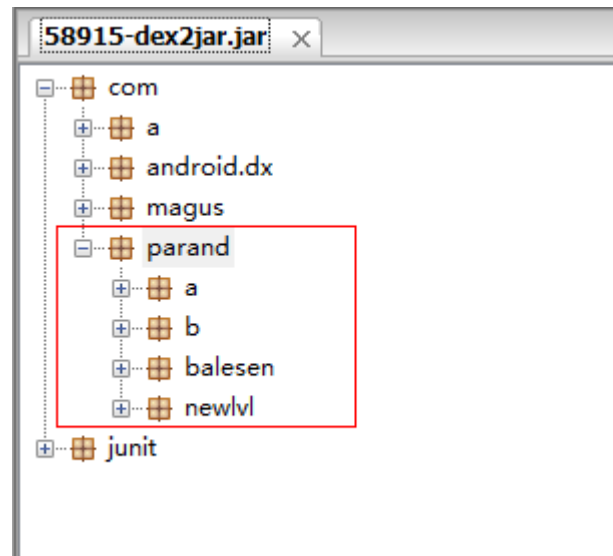 58915-dex2jar.jar
com
a
android.dx
magus
parand
a
b
balesen
newlvl
junit